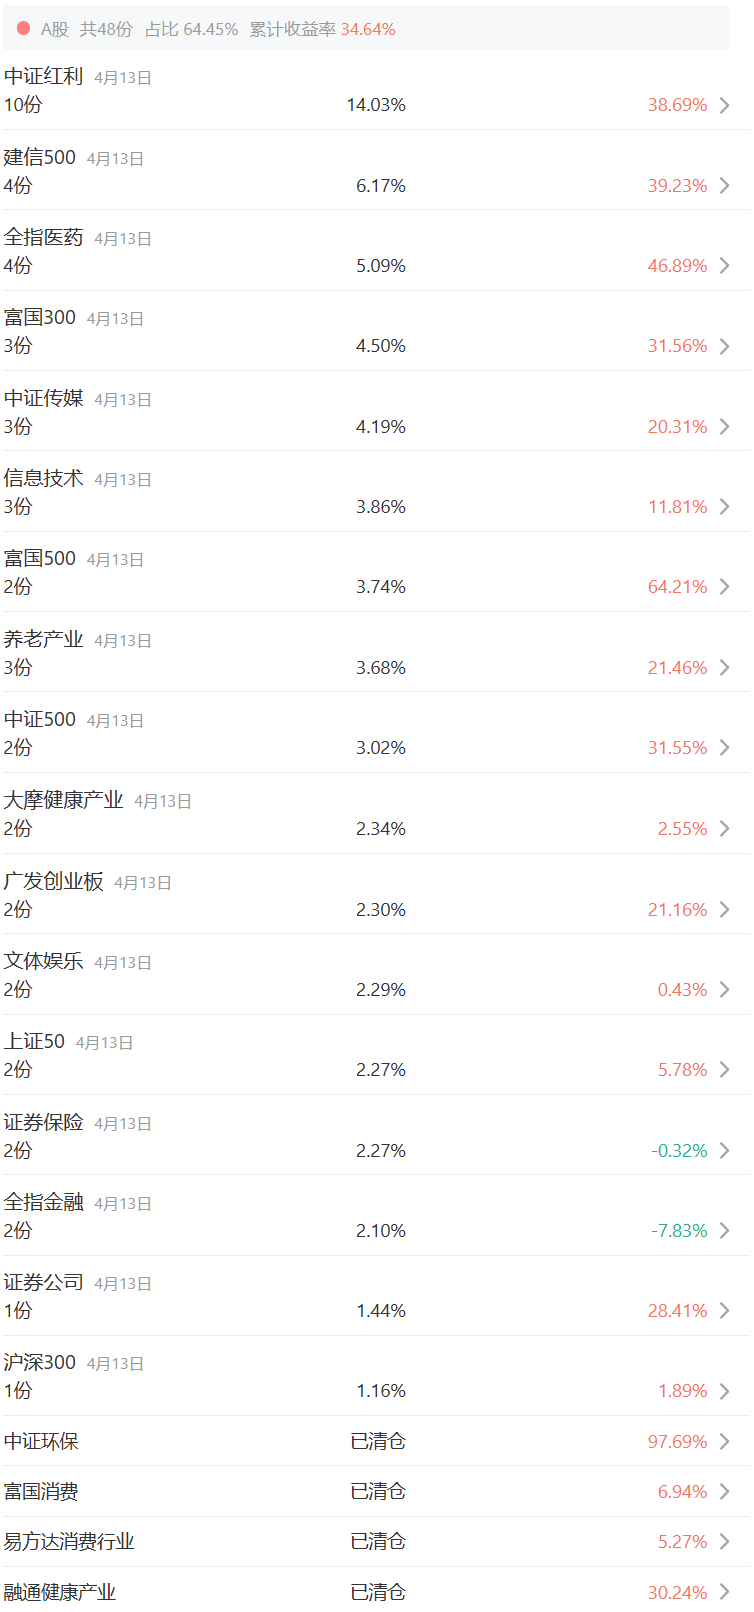 A股 共48份 占比 64.45% 累计收益率 34.64%
中证红利 4月13日
10份 14.03% 38.69%
建信500 4月13日
4份 6.17% 39.23%
全指医药 4月13日
4份 5.09% 46.89%
富国300 4月13日
3份 4.50% 31.56%
中证传媒 4月13日
3份 4.19% 20.31%
信息技术 4月13日
3份 3.86% 11.81%
富国500 4月13日
2份 3.74% 64.21%
养老产业 4月13日
3份 3.68% 21.46%
中证500 4月13日
2份 3.02% 31.55%
大摩健康产业 4月13日
2份 2.34% 2.55%
广发创业板 4月13日
2份 2.30% 21.16%
文体娱乐 4月13日
2份 2.29% 0.43%
上证50 4月13日
2份 2.27% 5.78%
证券保险 4月13日
2份 2.27% -0.32%
全指金融 4月13日
2份 2.10% -7.83%
证券公司 4月13日
1份 1.44% 28.41%
沪深300 4月13日
1份 1.16% 1.89%
中证环保 已清仓 97.69%
富国消费 已清仓 6.94%
易方达消费行业 已清仓 5.27%
融通健康产业 已清仓 30.24%